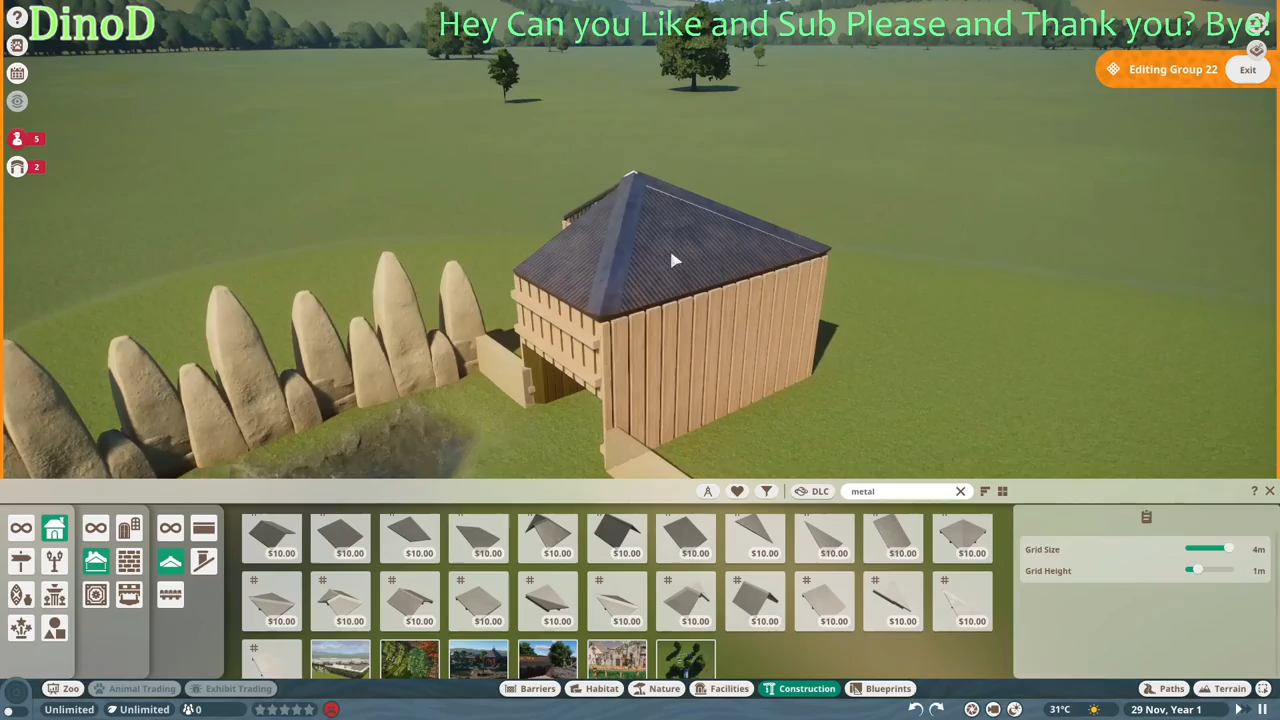 DinoD
Hey Can you Like and Sub Please and Thank you? Bye!
Editing Group 22
Exit
5
2
DLC
metal
$10.00 $10.00 $10.00 $10.00 $10.00 $10.00 $10.00 $10.00 $10.00 $10.00 $10.00
$10.00 $10.00 $10.00 $10.00 $10.00 $10.00 $10.00 $10.00 $10.00 $10.00 $10.00
Grid Size 4m
Grid Height 1m
Zoo
Animal Trading
Exhibit Trading
Barriers
Habitat
Nature
Facilities
Construction
Blueprints
Paths
Terrain
Unlimited
Unlimited
0
31°C
29 Nov, Year 1